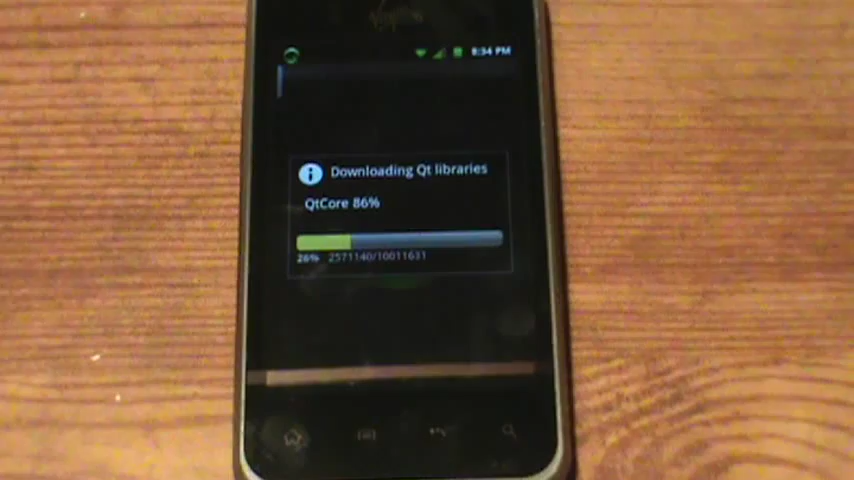 8:34 PM
Downloading Qt libraries
QtCore 86%
26% 2571140/10011631